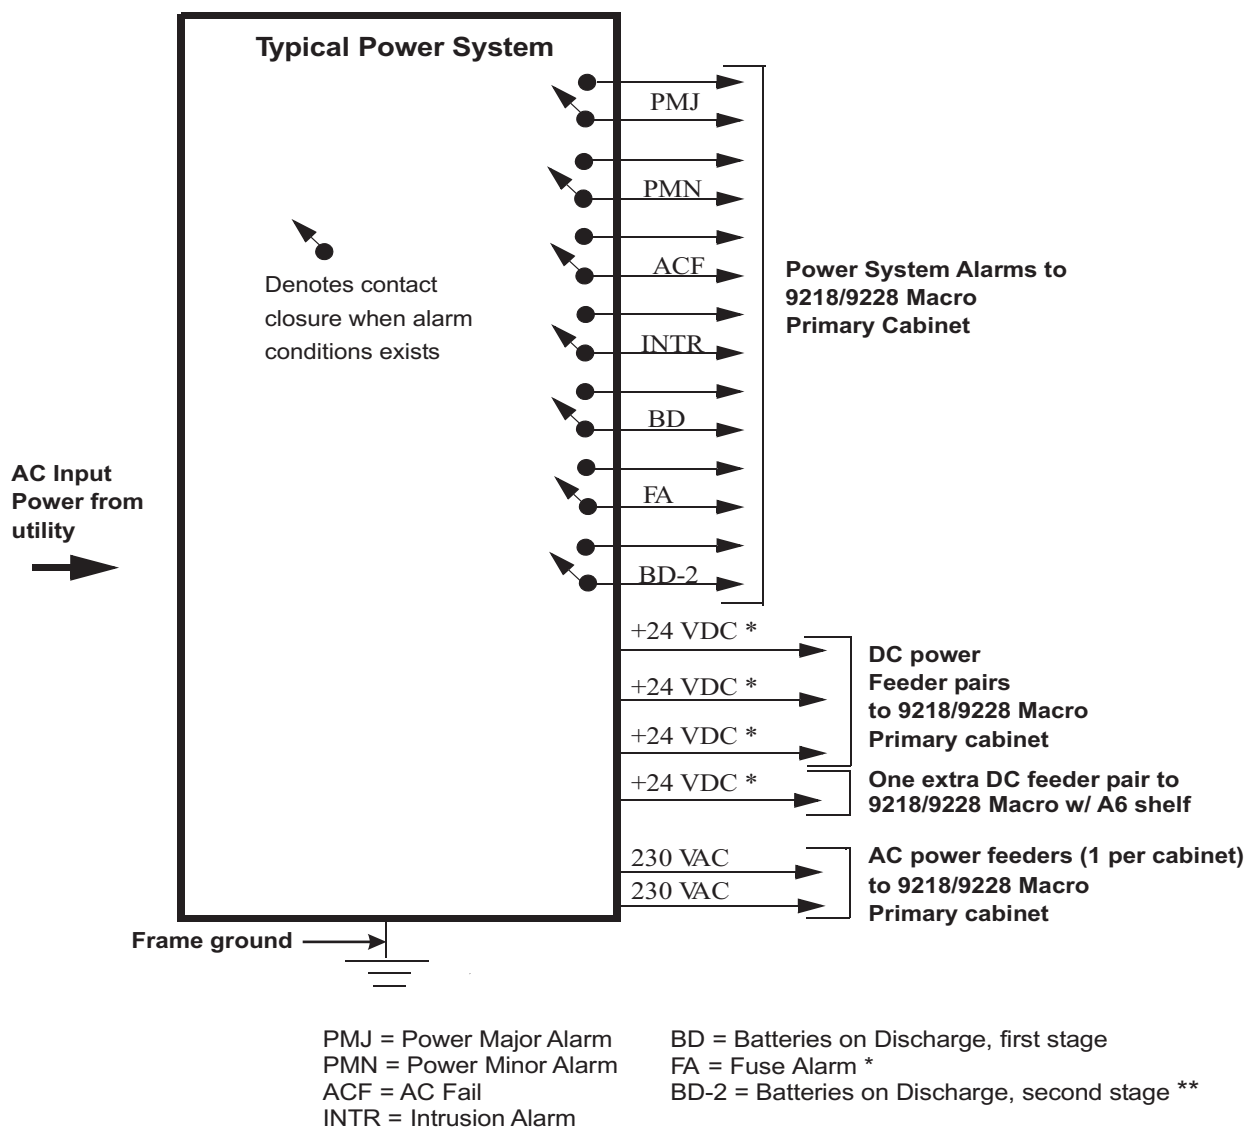 Typical Power System
PMJ
PMN
ACF
INTR
BD
FA
BD-2
Denotes contact
closure when alarm
conditions exists
Power System Alarms to
9218/9228 Macro
Primary Cabinet
AC Input
Power from
utility
+24 VDC *
+24 VDC *
+24 VDC *
DC power
Feeder pairs
to 9218/9228 Macro
Primary cabinet
+24 VDC *
One extra DC feeder pair to
9218/9228 Macro w/ A6 shelf
230 VAC
230 VAC
AC power feeders (1 per cabinet)
to 9218/9228 Macro
Primary cabinet
Frame ground
PMJ = Power Major Alarm
PMN = Power Minor Alarm
ACF = AC Fail
INTR = Intrusion Alarm
BD = Batteries on Discharge, first stage
FA = Fuse Alarm *
BD-2 = Batteries on Discharge, second stage **